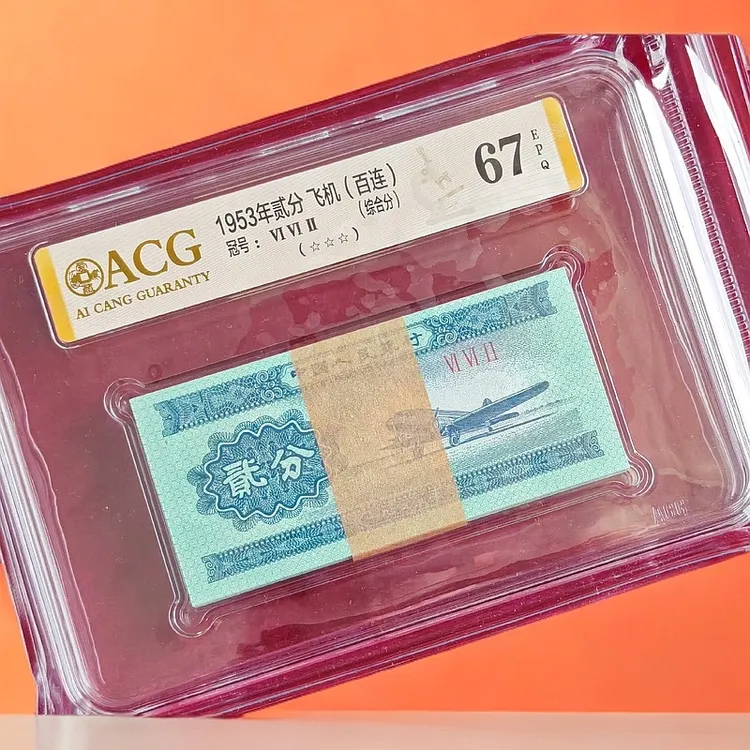 ACG
AI CANG GUARANTY
1953年贰分 飞机（百连）
冠号： VI VI II
(综合分)
(☆☆☆)
67
EPQ
VI VI II
貳分